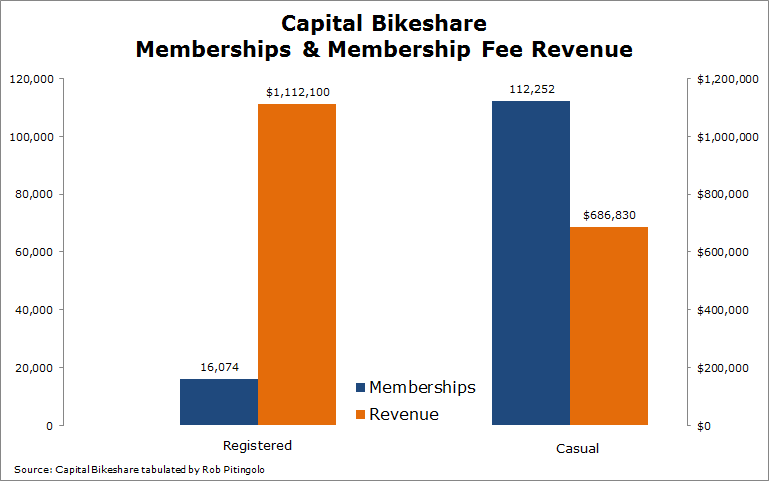 Capital Bikeshare
Memberships & Membership Fee Revenue
120,000
100,000
80,000
60,000
40,000
20,000
0
$1,200,000
$1,000,000
$800,000
$600,000
$400,000
$200,000
$0
$1,112,100
112,252
$686,830
16,074
Memberships
Revenue
Registered
Casual
Source: Capital Bikeshare tabulated by Rob Pitingolo